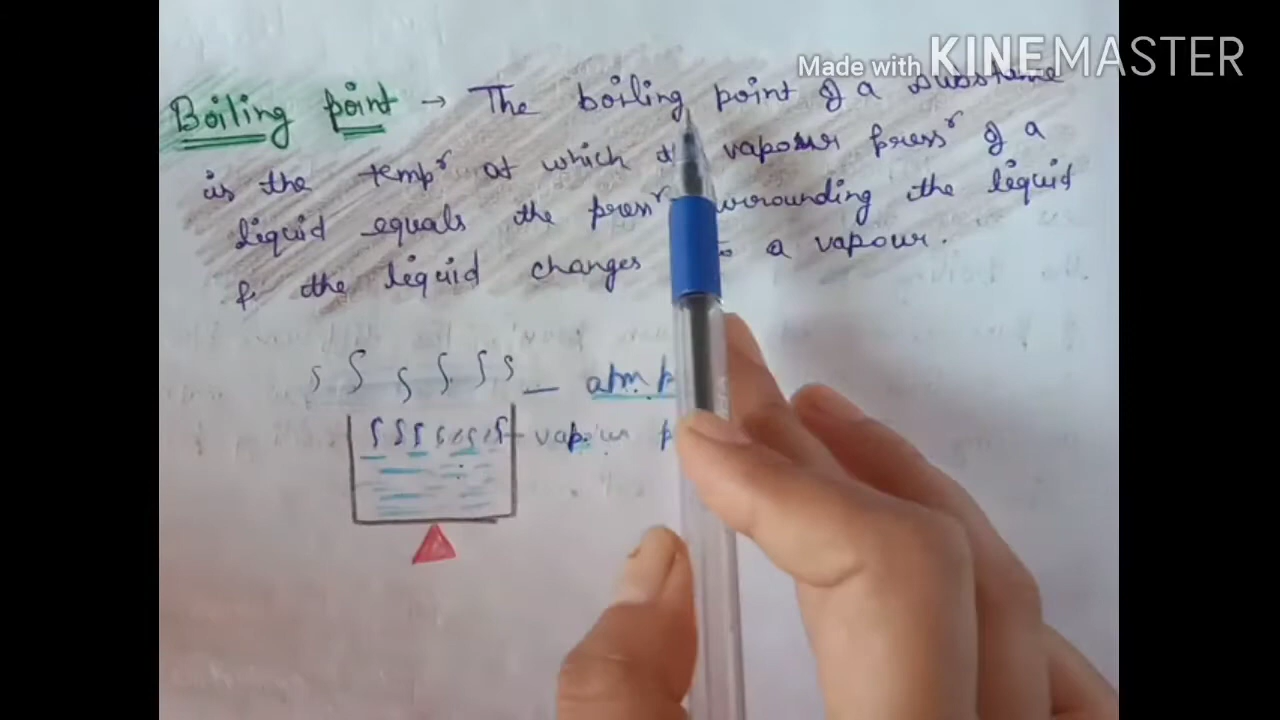 Made with KINEMASTER
Boiling point → The boiling point of a
is the tempr at which vapour pressr of a
liquid equals the pressr the liquid
& the liquid changes a vapour.
atm
vapour